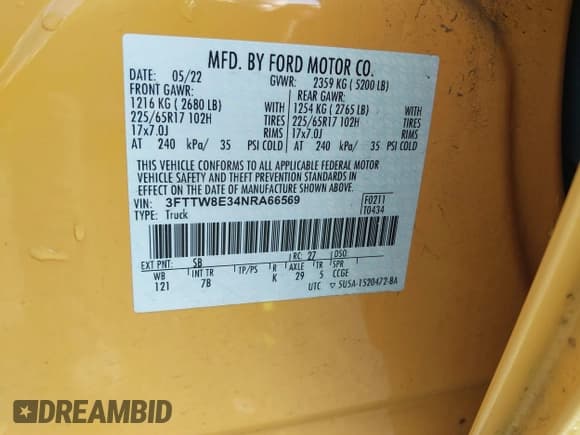 MFD. BY FORD MOTOR CO.
DATE: 05/22 GVWR: 2359 KG ( 5200 LB)
FRONT GAWR: REAR GAWR:
1216 KG ( 2680 LB) WITH 1254 KG ( 2765 LB) WITH
225/65R17 102H TIRES 225/65R17 102H TIRES
17x7.0J RIMS 17x7.0J RIMS
AT 240 kPa/ 35 PSI COLD AT 240 kPa/ 35 PSI COLD
THIS VEHICLE CONFORMS TO ALL APPLICABLE FEDERAL MOTOR
VEHICLE SAFETY AND THEFT PREVENTION STANDARDS IN
EFFECT ON THE DATE OF MANUFACTURE SHOWN ABOVE.
VIN: 3FTTW8E34NRA66569 F0211
TYPE: Truck T0434
EXT PNT: SB RC: 27 DSO:
WB INT TR TP/PS R AXLE TR SPR
121 7B K 29 5 CCGE
UTC ▽ 5U5A-1520472-BA
DREAMBID